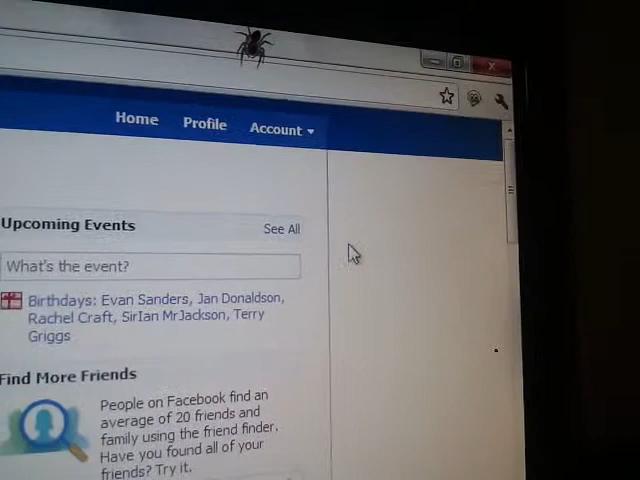 Home Profile Account
Upcoming Events See All
What's the event?
Birthdays: Evan Sanders, Jan Donaldson,
Rachel Craft, SirIan MrJackson, Terry
Griggs
Find More Friends
People on Facebook find an
average of 20 friends and
family using the friend finder.
Have you found all of your
friends? Try it.